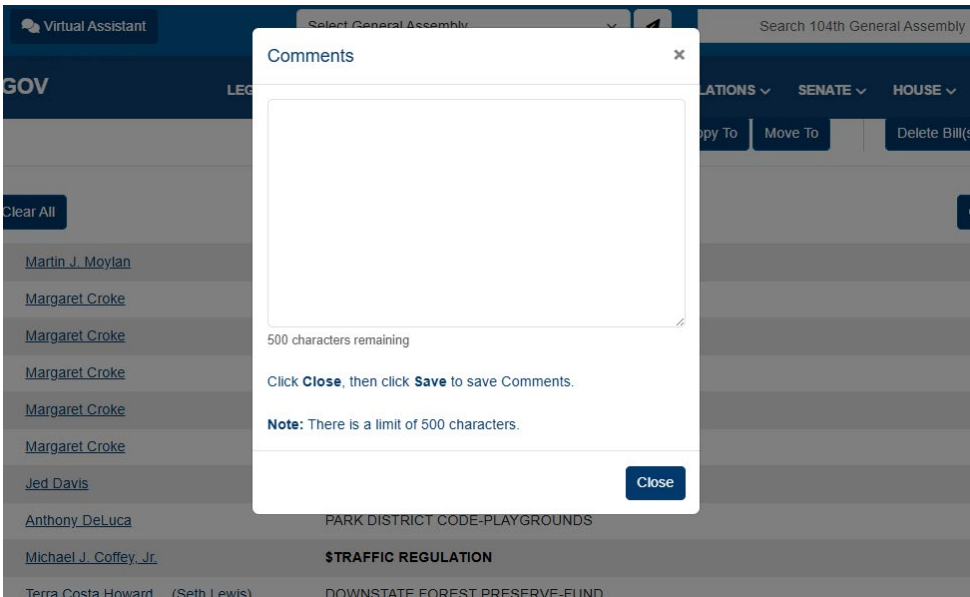 Virtual Assistant
Select General Assembly
Search 104th General Assembly
Comments
×
GOV
SENATE
HOUSE
Move To
Delete
Clear All
Martin J. Moylan
Margaret Croke
Margaret Croke
500 characters remaining
Margaret Croke
Click Close, then click Save to save Comments.
Margaret Croke
Note: There is a limit of 500 characters.
Margaret Croke
Jed Davis
Close
Anthony DeLuca
PARK DISTRICT CODE-PLAYGROUNDS
Michael J. Coffey, Jr.
$TRAFFIC REGULATION
Terra Costa Howard (Seth Lewis)
DOWNSTATE FOREST PRESERVE-FUND